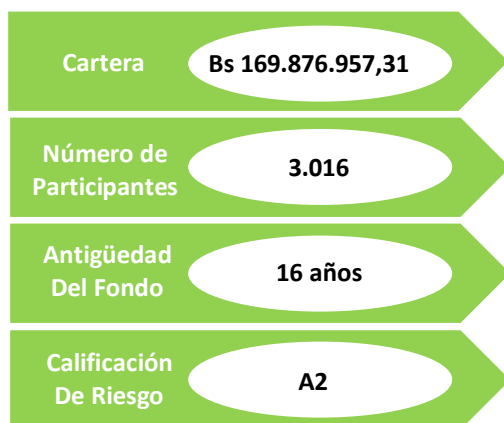 Cartera
Bs 169.876.957,31
Número de
Participantes
3.016
Antigüedad
Del Fondo
16 años
Calificación
De Riesgo
A2